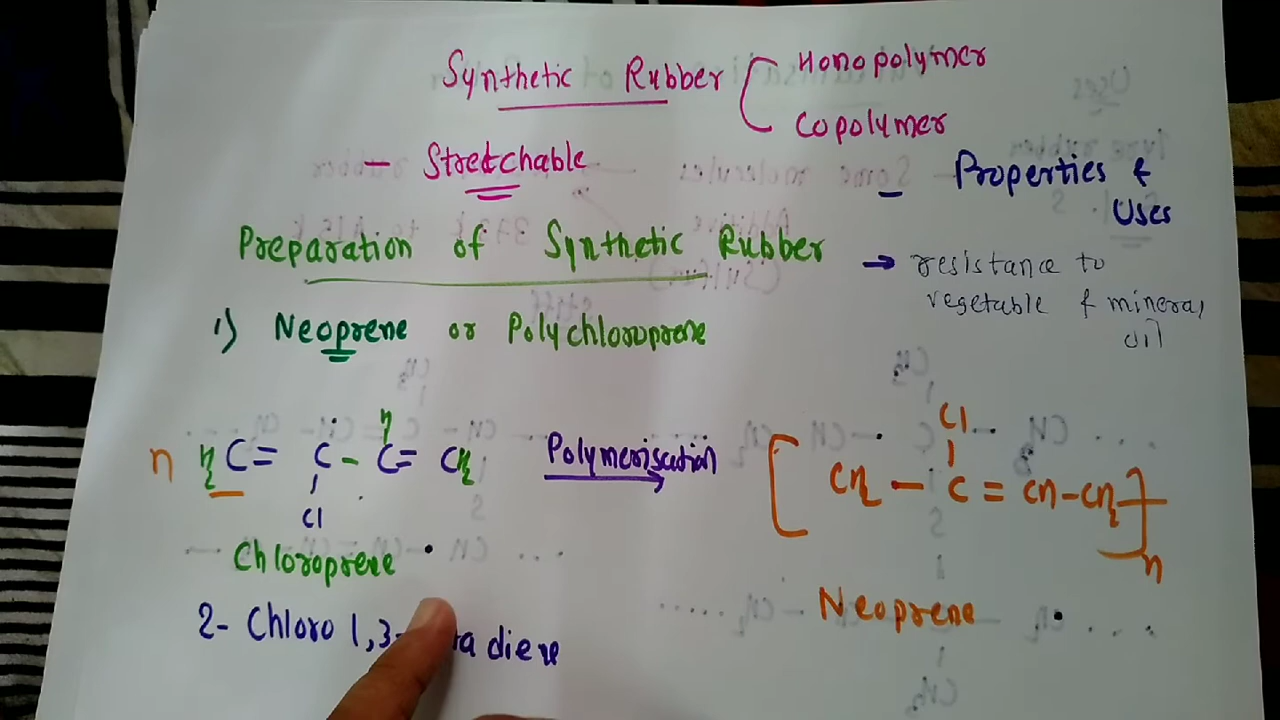 Synthetic Rubber
Homopolymer
Copolymer
- Stretchable
- Properties &
Uses
Preparation of Synthetic Rubber
→ resistance to
vegetable & mineral
oil
1) Neoprene or Polychloroprene
n H₂C = C - C = CH₂
H
Cl
Polymerisation
[ CH₂ - C = CH - CH₂ ]n
Cl
Chloroprene
Neoprene
2- Chloro 1,3-
diene